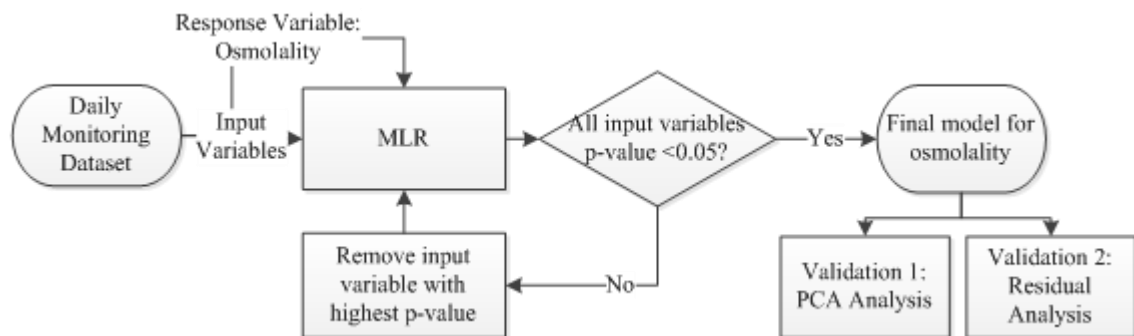 Response Variable:
Osmolality
Daily
Monitoring
Dataset
Input
Variables
MLR
All input variables
p-value <0.05?
Yes
Final model for
osmolality
No
Remove input
variable with
highest p-value
Validation 1:
PCA Analysis
Validation 2:
Residual
Analysis